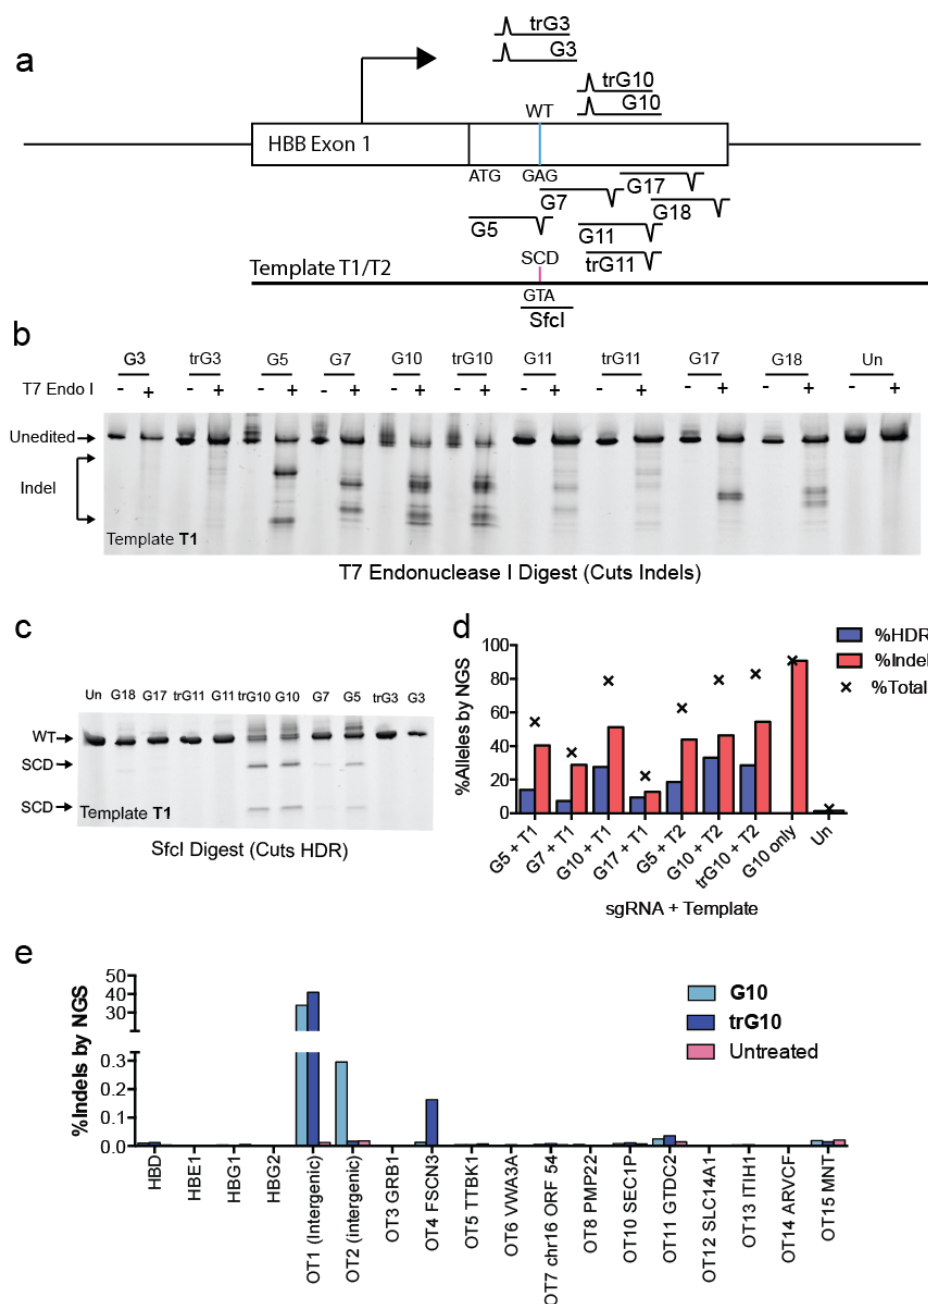 a
trG3
G3
trG10
WT
G10
HBB Exon 1
ATG
GAG
G17
G7
G18
G5
G11
SCD
trG11
Template T1/T2
GTA
SfcI
b
G3 trG3 G5 G7 G10 trG10 G11 trG11 G17 G18 Un
T7 Endo I - + - + - + - + - + - + - + - + - + - + - +
Unedited
Indel
Template T1
T7 Endonuclease I Digest (Cuts Indels)
c
Un G18 G17 trG11 G11 trG10 G10 G7 G5 trG3 G3
WT
SCD
SCD
Template T1
SfcI Digest (Cuts HDR)
d
%HDR
%Indel
%Total
%Alleles by NGS
100
80
60
40
20
0
G5 + T1
G7 + T1
G10 + T1
G17 + T1
G5 + T2
G10 + T2
trG10 + T2
G10 only
Un
sgRNA + Template
e
%Indels by NGS
50
40
30
0.3
0.2
0.1
0.0
G10
trG10
Untreated
HBD
HBE1
HBG1
HBG2
OT1 (Intergenic)
OT2 (intergenic)
OT3 GRB1
OT4 FSCN3
OT5 TTBK1
OT6 VWA3A
OT7 chr16 ORF 54
OT8 PMP22
OT10 SEC1P
OT11 GTDC2
OT12 SLC14A1
OT13 ITIH1
OT14 ARVCF
OT15 MNT